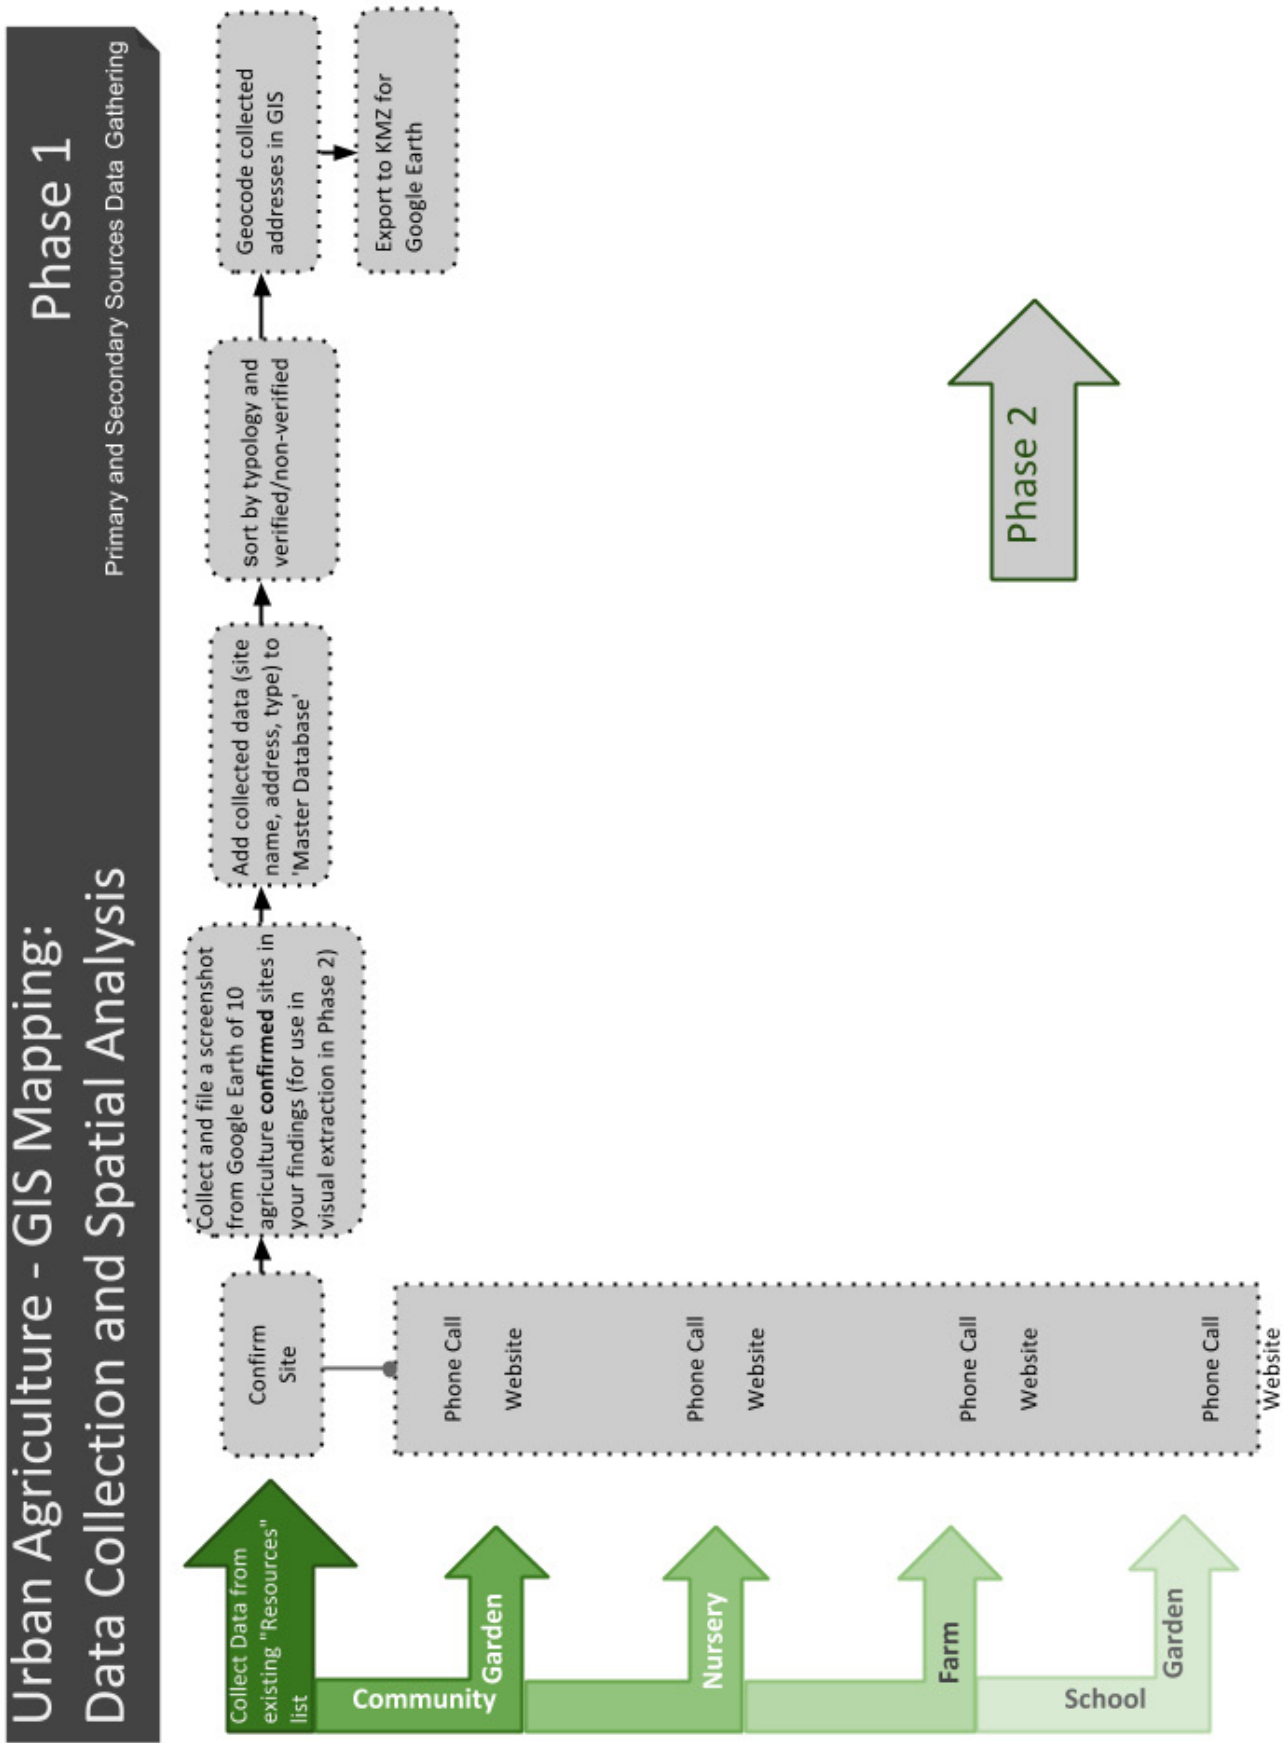 Urban Agriculture - GIS Mapping:
Data Collection and Spatial Analysis
Phase 1
Primary and Secondary Sources Data Gathering
Collect Data from
existing "Resources"
list
Confirm
Site
Collect and file a screenshot
from Google Earth of 10
agriculture confirmed sites in
your findings (for use in
visual extraction in Phase 2)
Add collected data (site
name, address, type) to
'Master Database'
sort by typology and
verified/non-verified
Geocode collected
addresses in GIS
Export to KMZ for
Google Earth
Community
Garden
Phone Call
Website
Nursery
Phone Call
Website
Farm
Phone Call
Website
School
Garden
Phone Call
Website
Phase 2